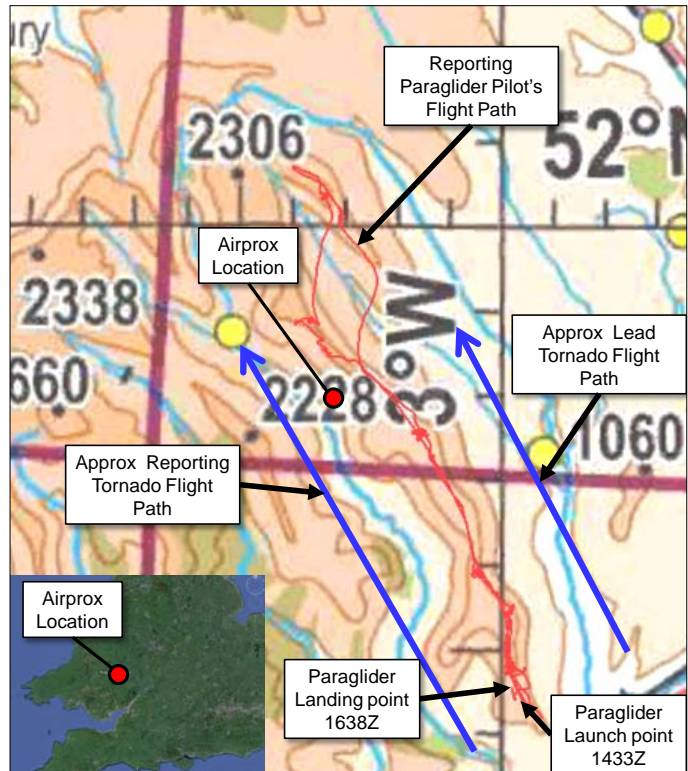 ury
Reporting
Paraglider Pilot's
Flight Path
2306
52°N
Airprox
Location
2338
3°W
Approx Lead
Tornado Flight
Path
660
2228
1060
Approx Reporting
Tornado Flight
Path
Airprox
Location
Paraglider
Landing point
1638Z
Paraglider
Launch point
1433Z